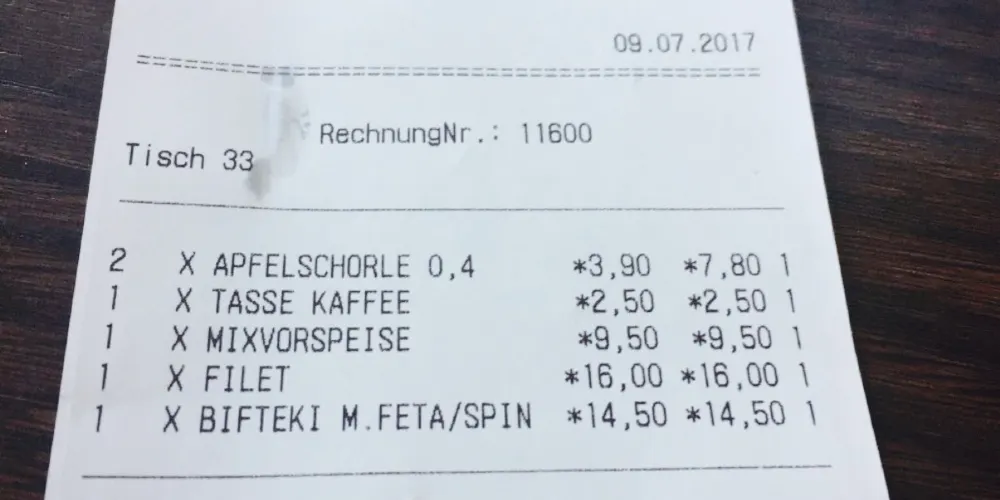 09.07.2017
================================================
RechnungNr.: 11600
Tisch 33
2 X APFELSCHORLE 0,4 *3,90 *7,80 1
1 X TASSE KAFFEE *2,50 *2,50 1
1 X MIXVORSPEISE *9,50 *9,50 1
1 X FILET *16,00 *16,00 1
1 X BIFTEKI M.FETA/SPIN *14,50 *14,50 1